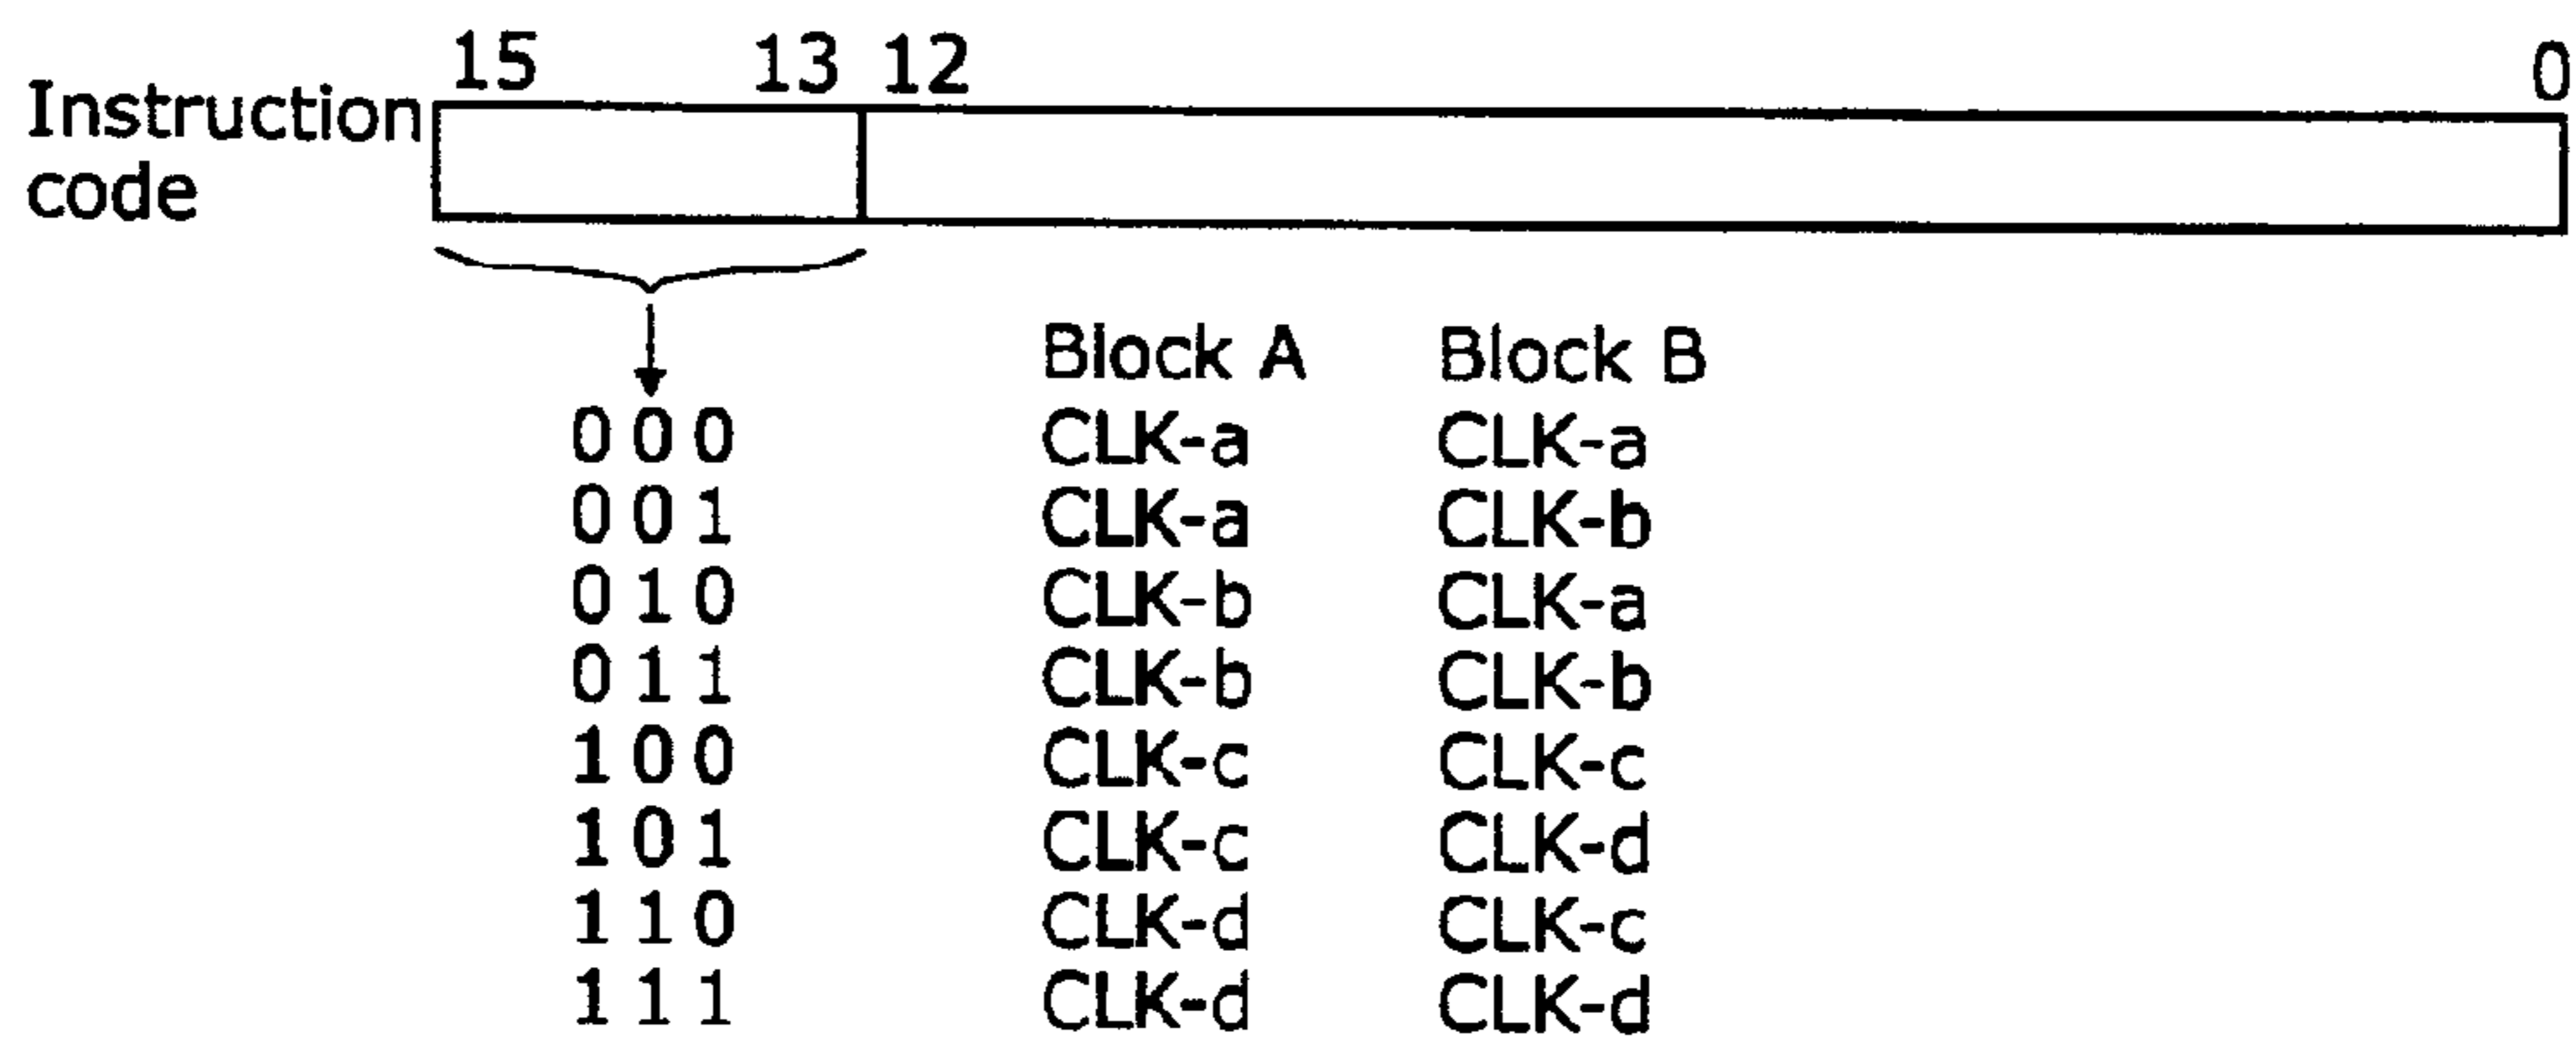 15 13 12 0
Instruction
code
Block A Block B
0 0 0 CLK-a CLK-a
0 0 1 CLK-a CLK-b
0 1 0 CLK-b CLK-a
0 1 1 CLK-b CLK-b
1 0 0 CLK-c CLK-c
1 0 1 CLK-c CLK-d
1 1 0 CLK-d CLK-c
1 1 1 CLK-d CLK-d